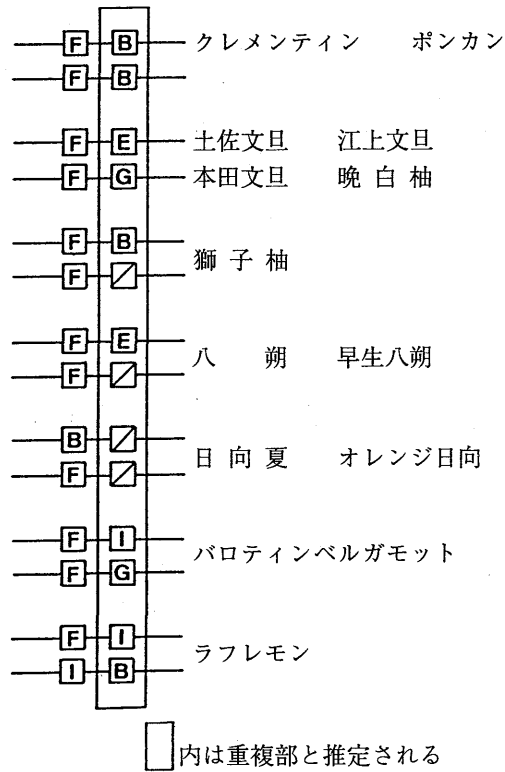 F B クレメンティン ポンカン
F B
F E 土佐文旦 江上文旦
F G 本田文旦 晩白柚
F B
獅子柚
F
F E
八朔 早生八朔
F
B
日向夏 オレンジ日向
F
F I
バロティンベルガモット
F G
F I
ラフレモン
I B
内は重複部と推定される